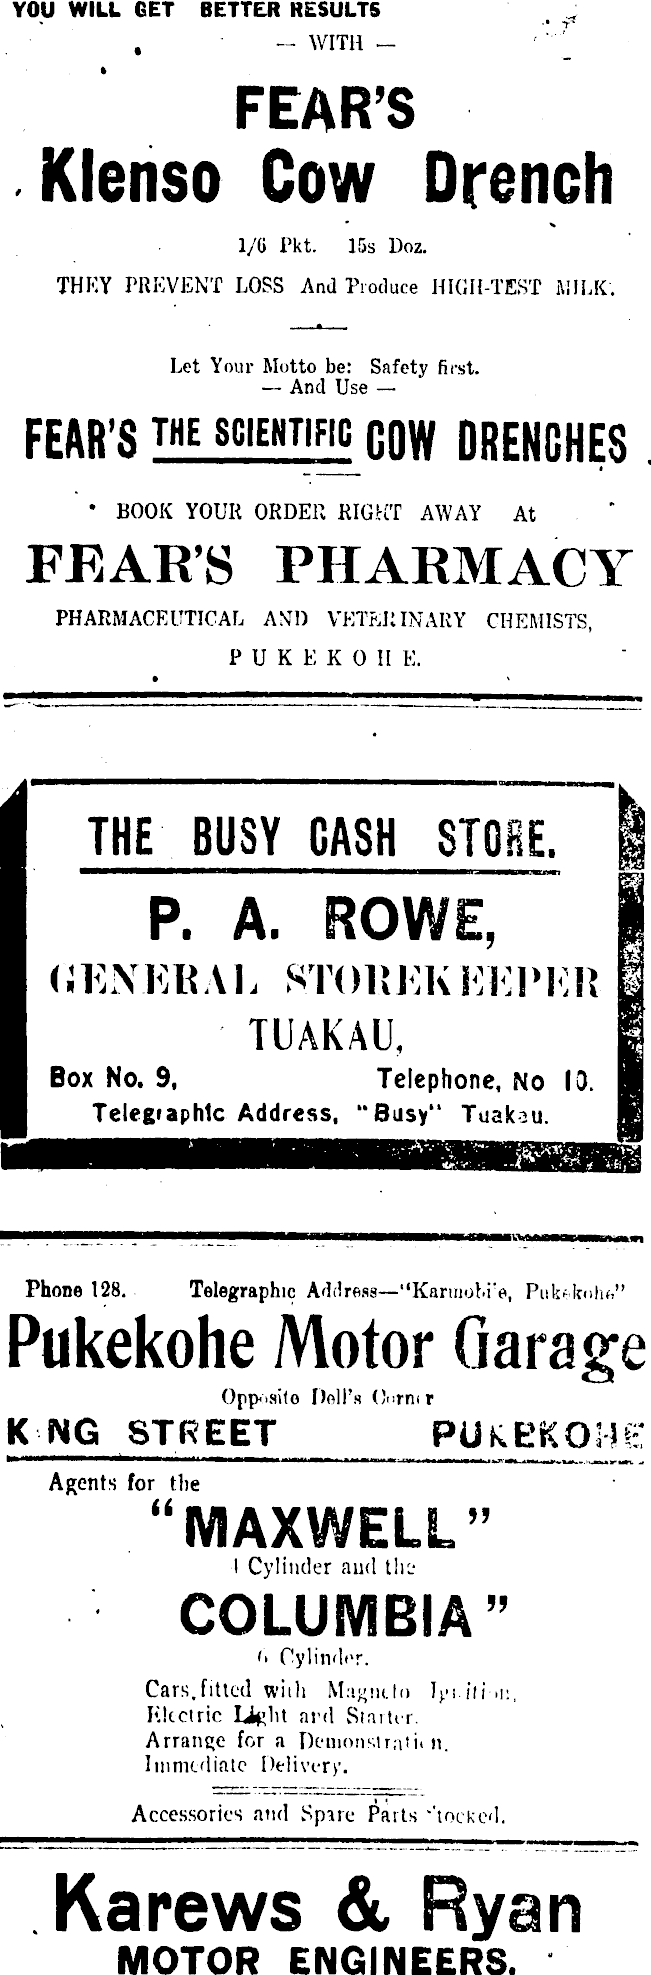 YOU WILL GET BETTER RESULTS
— WITH —
FEAR'S
Klenso Cow Drench
1/6 Pkt. 15s Doz.
THEY PREVENT LOSS And Produce HIGH-TEST MILK.
Let Your Motto be: Safety first.
— And Use —
FEAR'S THE SCIENTIFIC COW DRENCHES
BOOK YOUR ORDER RIGHT AWAY At
FEAR'S PHARMACY
PHARMACEUTICAL AND VETERINARY CHEMISTS,
PUKEKOHE.
THE BUSY CASH STORE.
P. A. ROWE,
GENERAL STOREKEEPER
TUAKAU,
Box No. 9, Telephone, No 10.
Telegraphic Address, "Busy" Tuakau.
Phone 128. Telegraphic Address—"Karmobile, Pukekohe"
Pukekohe Motor Garage
Opposite Dell's Corner
KING STREET PUKEKOHE
Agents for the
"MAXWELL"
4 Cylinder and the
COLUMBIA"
6 Cylinder.
Cars, fitted with Magneto Ignition,
Electric Light and Starter.
Arrange for a Demonstration.
Immediate Delivery.
Accessories and Spare Parts Stocked.
Karews & Ryan
MOTOR ENGINEERS.